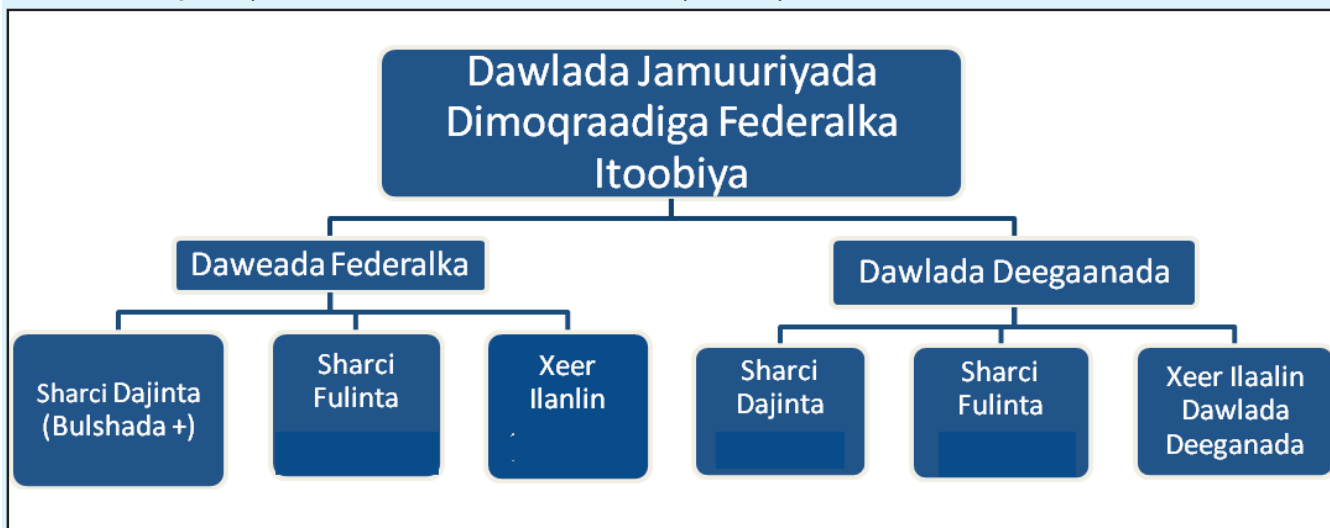 Dawlada Jamuuriyada
Dimoqraadiga Federalka
Itoobiya
Daweada Federalka
Dawlada Deegaanada
Sharci Dajinta
(Bulshada +)
Sharci
Fulinta
Xeer
Ilanlin
Sharci
Dajinta
Sharci
Fulinta
Xeer Ilaalin
Dawlada
Deeganada